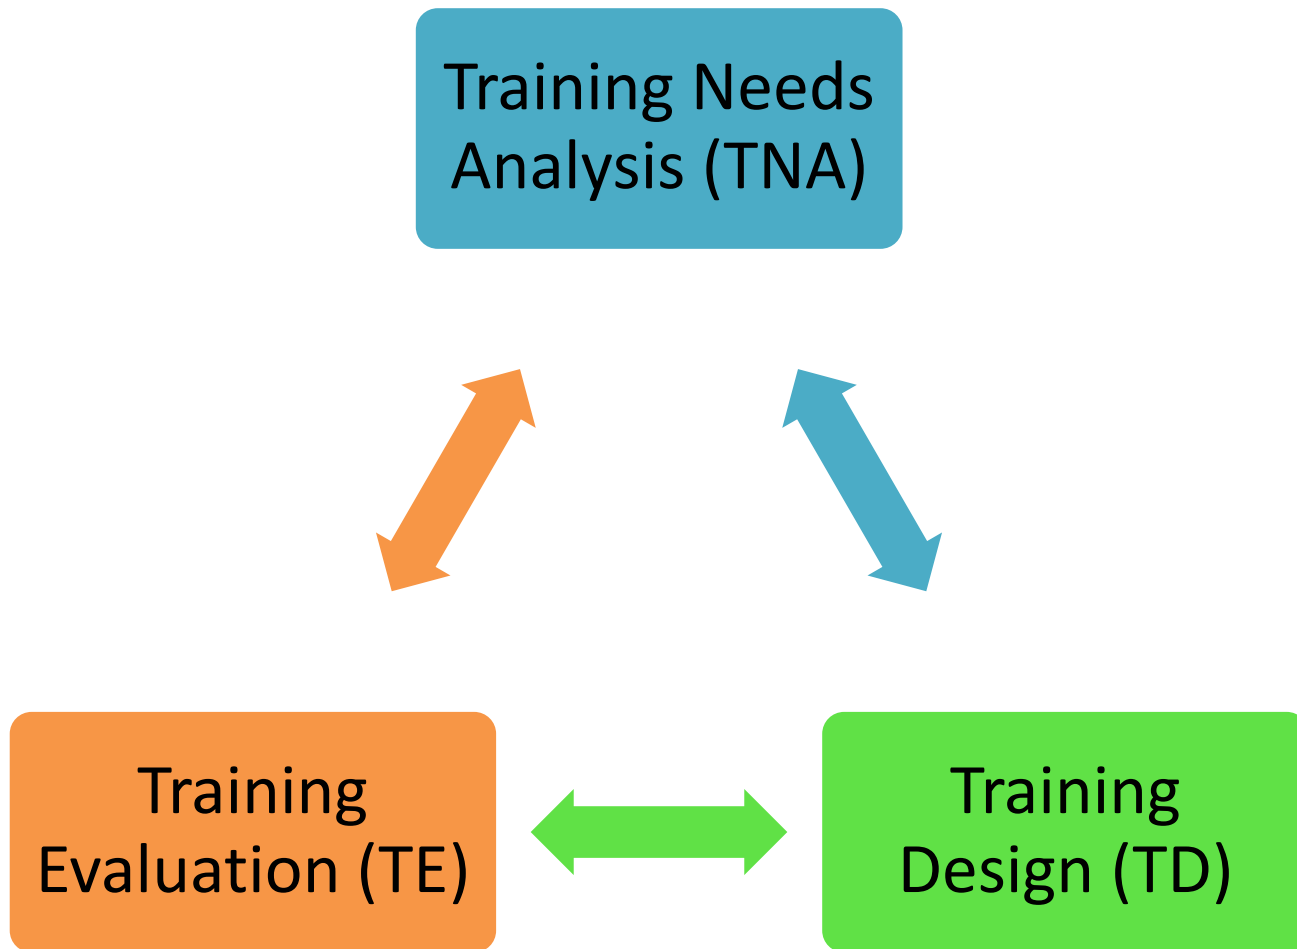 Training Needs
Analysis (TNA)
Training
Evaluation (TE)
Training
Design (TD)